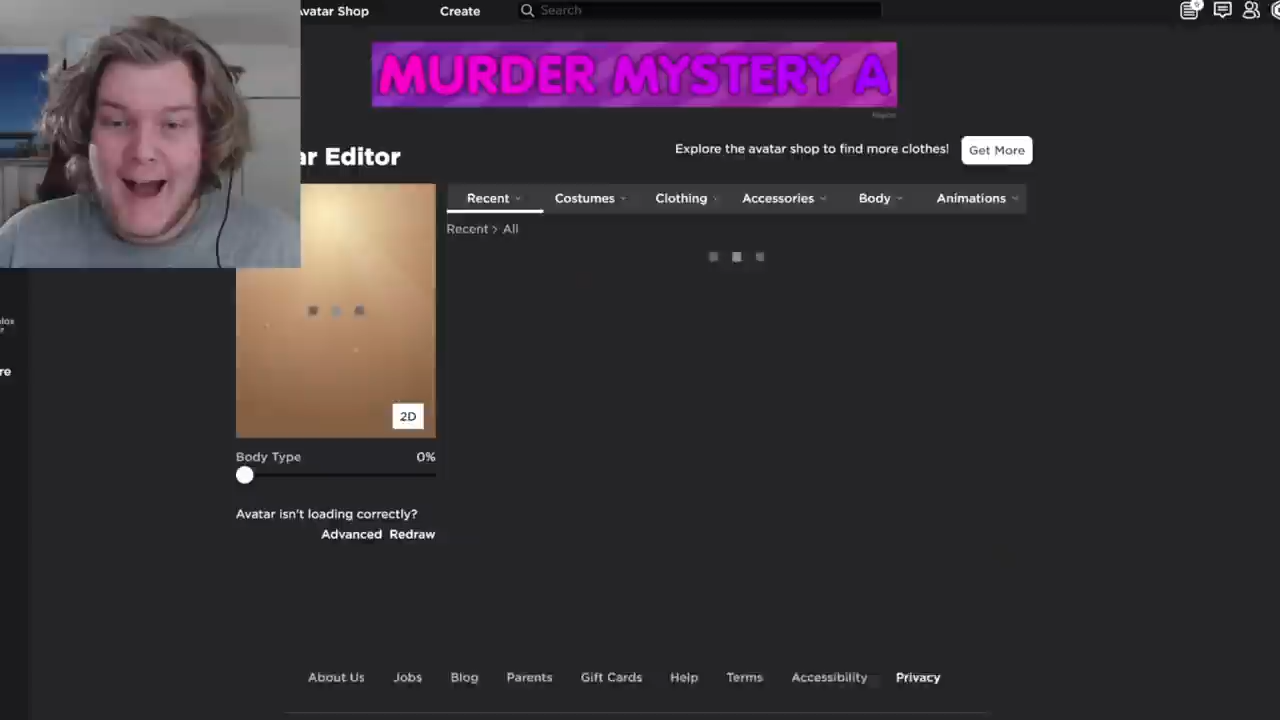 Avatar Shop
Create
Search
MURDER MYSTERY A
ar Editor
Explore the avatar shop to find more clothes!
Get More
Recent
Costumes
Clothing
Accessories
Body
Animations
Recent > All
2D
Body Type
0%
Avatar isn't loading correctly?
Advanced Redraw
re
About Us
Jobs
Blog
Parents
Gift Cards
Help
Terms
Accessibility
Privacy